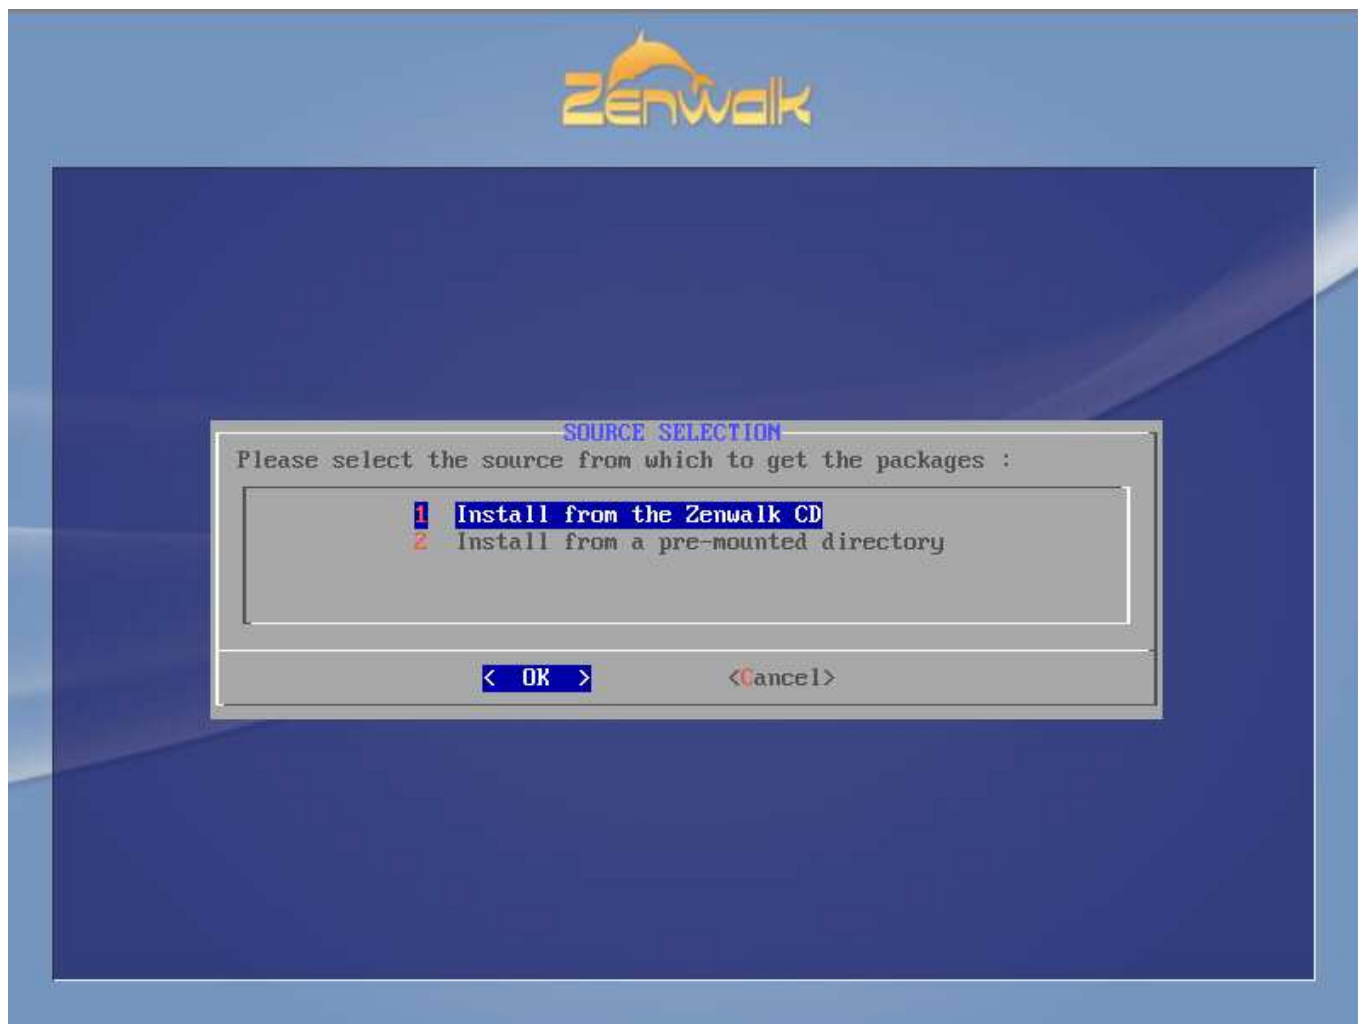 Zenwalk
SOURCE SELECTION
Please select the source from which to get the packages :
1 Install from the Zenwalk CD
2 Install from a pre-mounted directory
< OK > <Cancel>